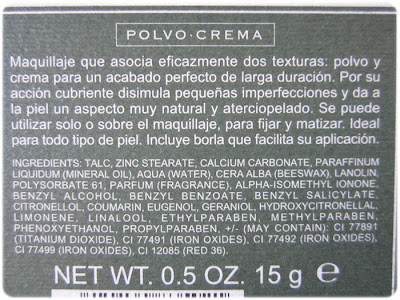 POLVO·CREMA
Maquillaje que asocia eficazmente dos texturas: polvo y
crema para un acabado perfecto de larga duración. Por su
acción cubriente disimula pequeñas imperfecciones y da a
la piel un aspecto muy natural y aterciopelado. Se puede
utilizar solo o sobre el maquillaje, para fijar y matizar. Ideal
para todo tipo de piel. Incluye borla que facilita su aplicación.
INGREDIENTS: TALC, ZINC STEARATE, CALCIUM CARBONATE, PARAFFINUM
LIQUIDUM (MINERAL OIL), AQUA (WATER), CERA ALBA (BEESWAX), LANOLIN,
POLYSORBATE 61, PARFUM (FRAGRANCE), ALPHA-ISOMETHYL IONONE,
BENZYL ALCOHOL, BENZYL BENZOATE, BENZYL SALICYLATE,
CITRONELLOL, COUMARIN, EUGENOL, GERANIOL, HYDROXYCITRONELLAL,
LIMONENE, LINALOOL, ETHYLPARABEN, METHYLPARABEN,
PHENOXYETHANOL, PROPYLPARABEN, +/- (MAY CONTAIN): CI 77891
(TITANIUM DIOXIDE), CI 77491 (IRON OXIDES), CI 77492 (IRON OXIDES),
CI 77499 (IRON OXIDES), CI 12085 (RED 36)
NET WT. 0.5 OZ. 15 g ℮